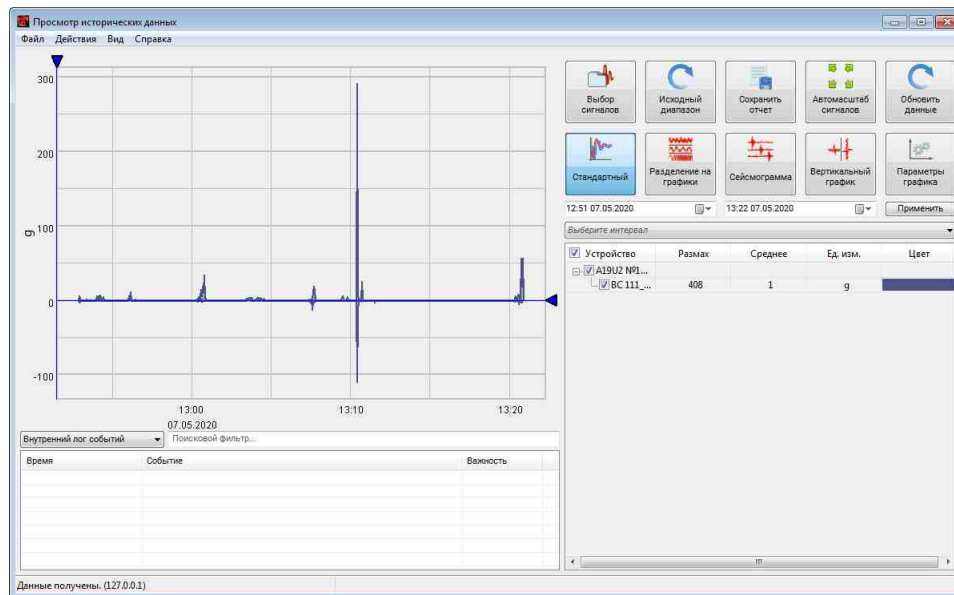 Просмотр исторических данных
Файл Действия Вид Справка
300
200
100
0
-100
g
13:00 13:10 13:20
07.05.2020
Выбор
сигналов
Исходный
диапазон
Сохранить
отчет
Автомасштаб
сигналов
Обновить
данные
Стандартный
Разделение на
графики
Сейсмограмма
Вертикальный
график
Параметры
графика
12:51 07.05.2020 13:22 07.05.2020 Применить
Выберите интервал
Устройство Размах Среднее Ед. изм. Цвет
A19U2 №1...
ВС 111_... 408 1 g
Внутренний лог событий Поисковой фильтр...
Время Событие Важность
Данные получены. (127.0.0.1)